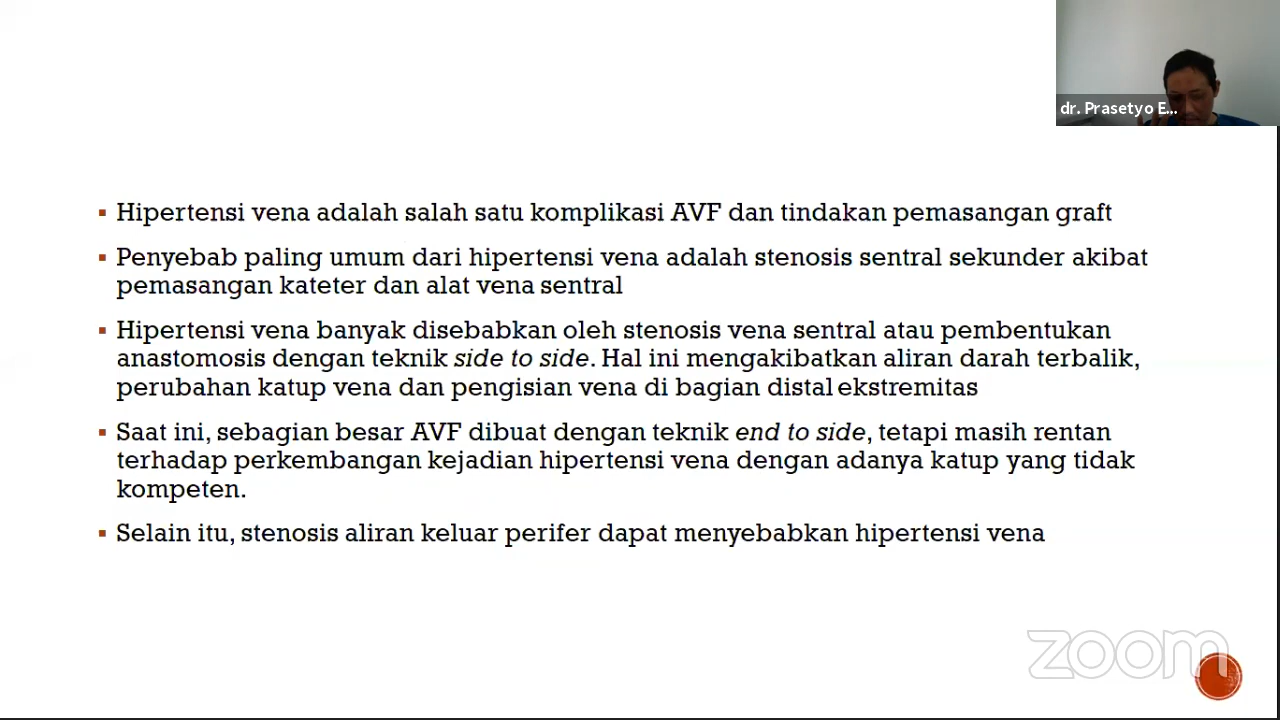 dr. Prasetyo E...
Hipertensi vena adalah salah satu komplikasi AVF dan tindakan pemasangan graft
Penyebab paling umum dari hipertensi vena adalah stenosis sentral sekunder akibat
pemasangan kateter dan alat vena sentral
Hipertensi vena banyak disebabkan oleh stenosis vena sentral atau pembentukan
anastomosis dengan teknik side to side. Hal ini mengakibatkan aliran darah terbalik,
perubahan katup vena dan pengisian vena di bagian distal ekstremitas
Saat ini, sebagian besar AVF dibuat dengan teknik end to side, tetapi masih rentan
terhadap perkembangan kejadian hipertensi vena dengan adanya katup yang tidak
kompeten.
Selain itu, stenosis aliran keluar perifer dapat menyebabkan hipertensi vena
zoom